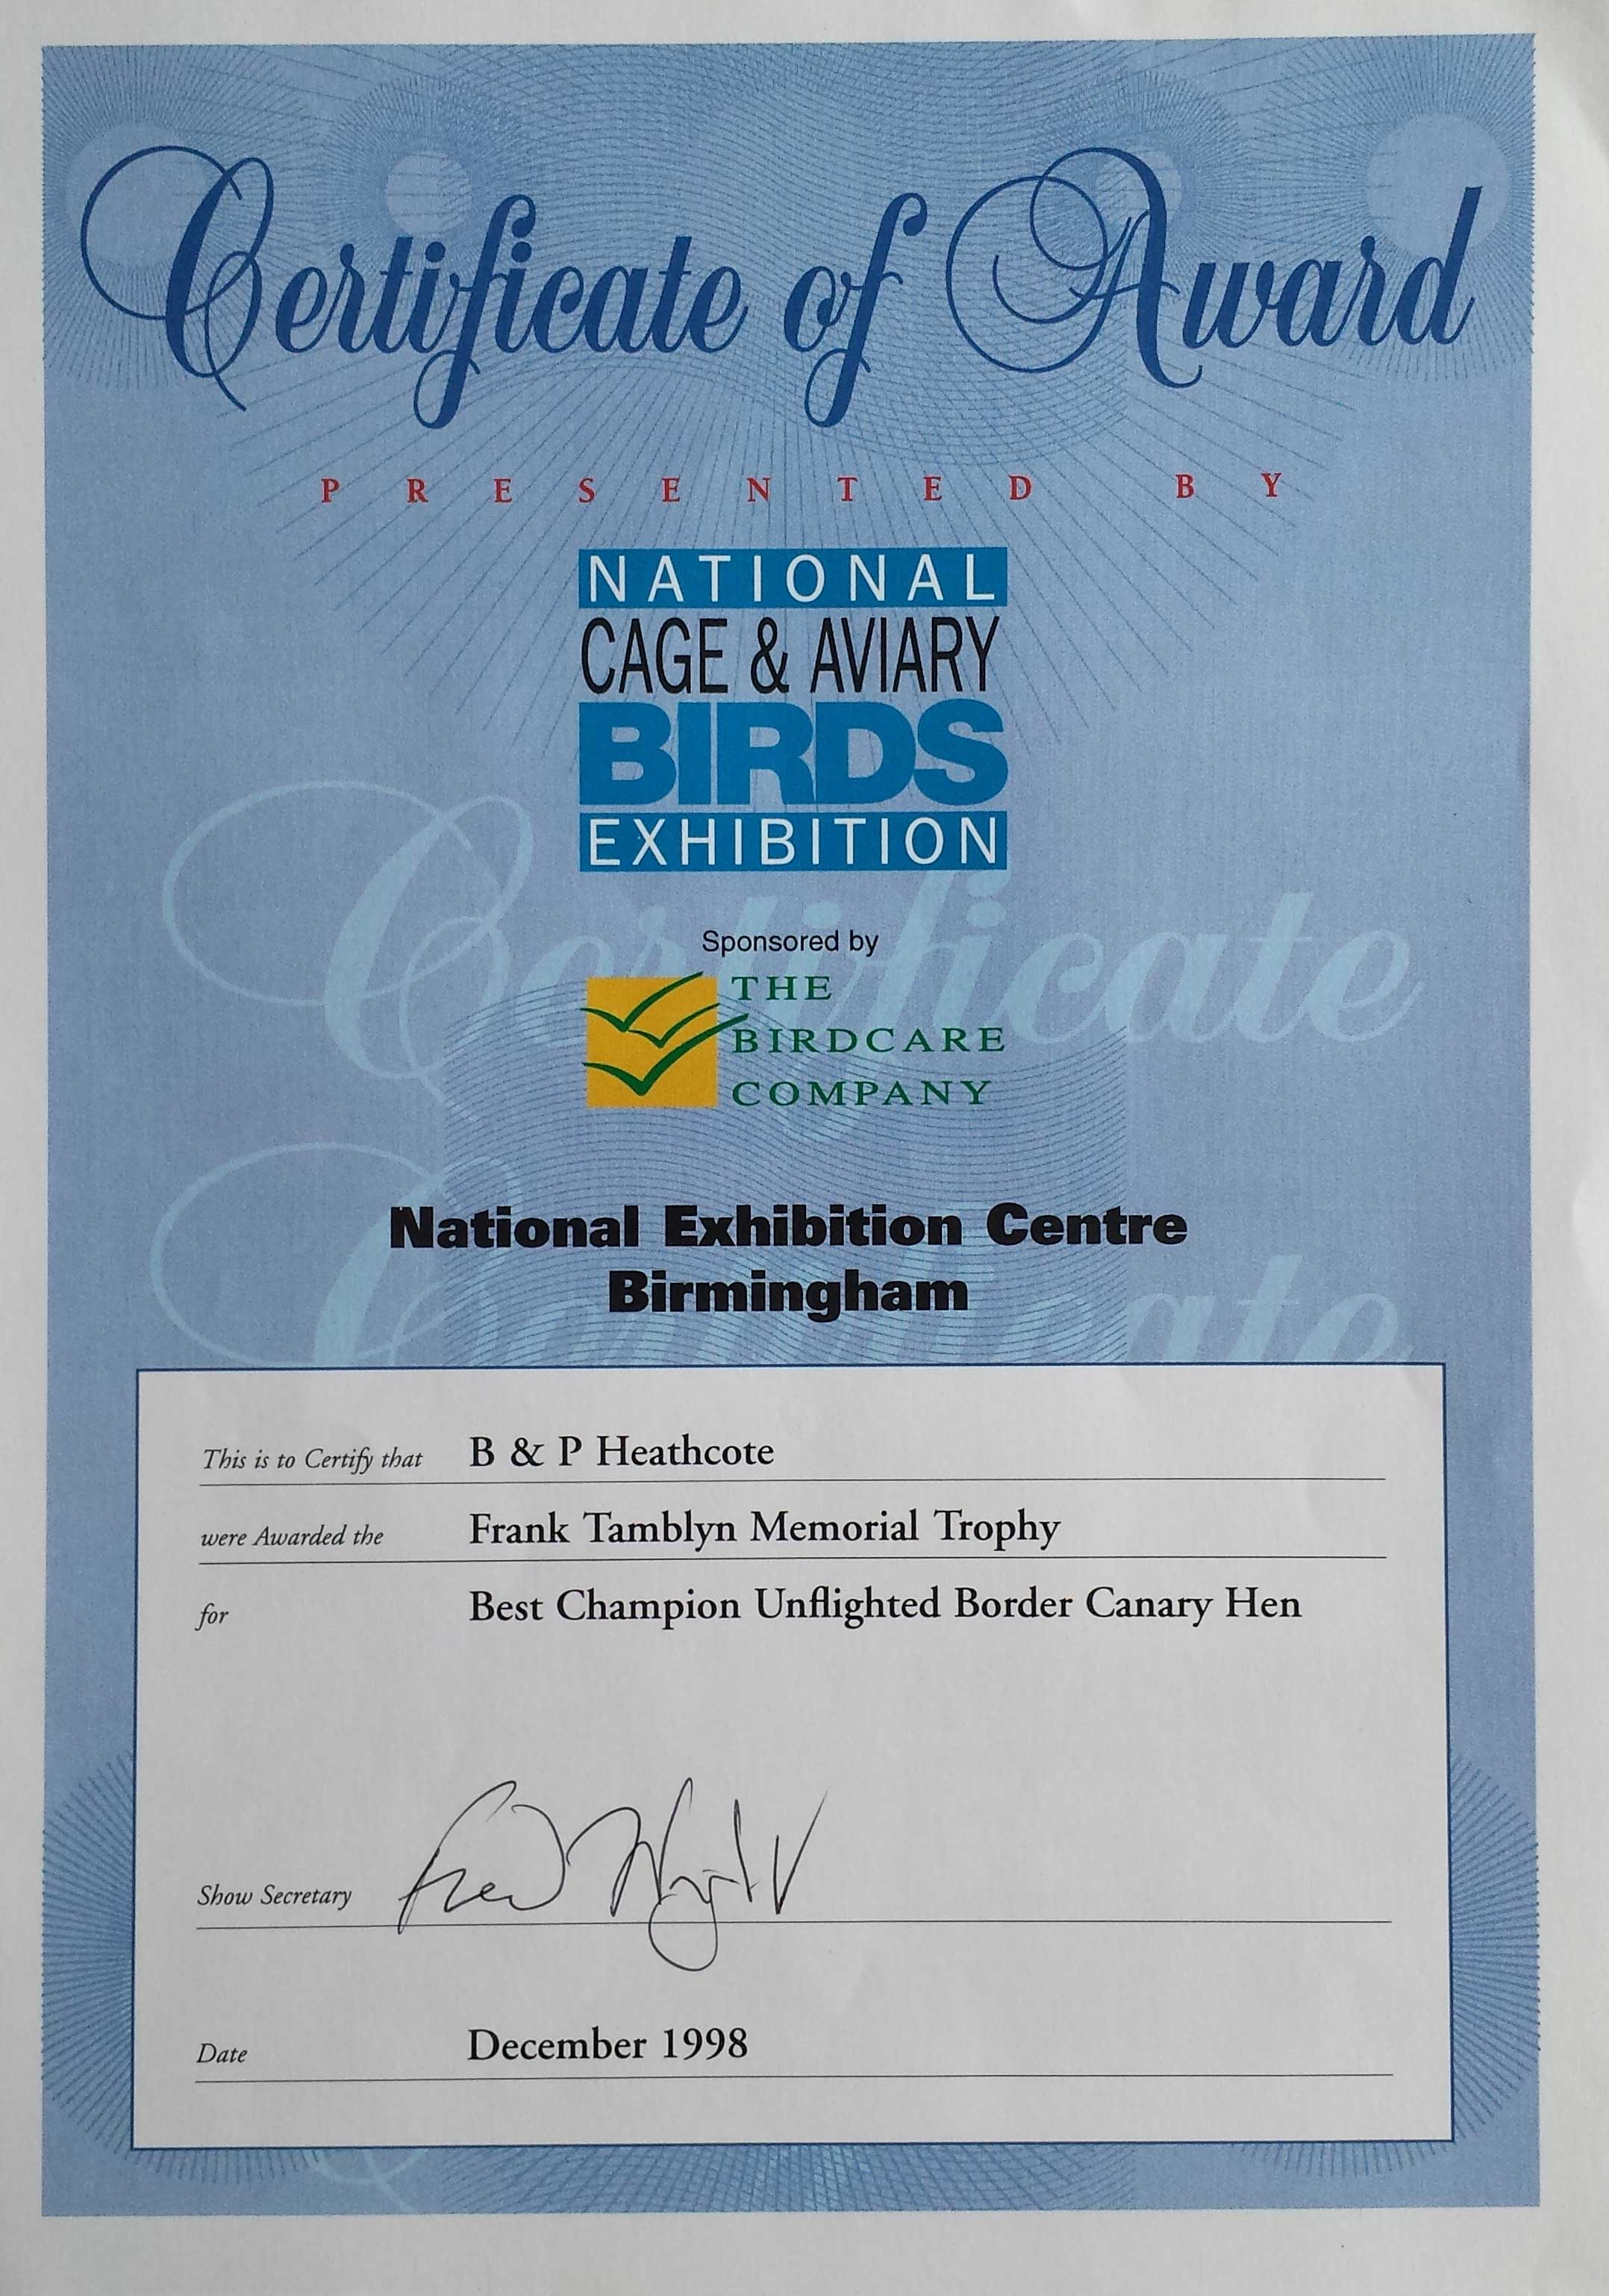 Certificate of Award
PRESENTED BY
NATIONAL
CAGE & AVIARY
BIRDS
EXHIBITION
Certificate
Sponsored by
THE
BIRDCARE
COMPANY
National Exhibition Centre
Birmingham
Certificate
This is to Certify that B & P Heathcote
were Awarded the Frank Tamblyn Memorial Trophy
for Best Champion Unflighted Border Canary Hen
Show Secretary
Date December 1998